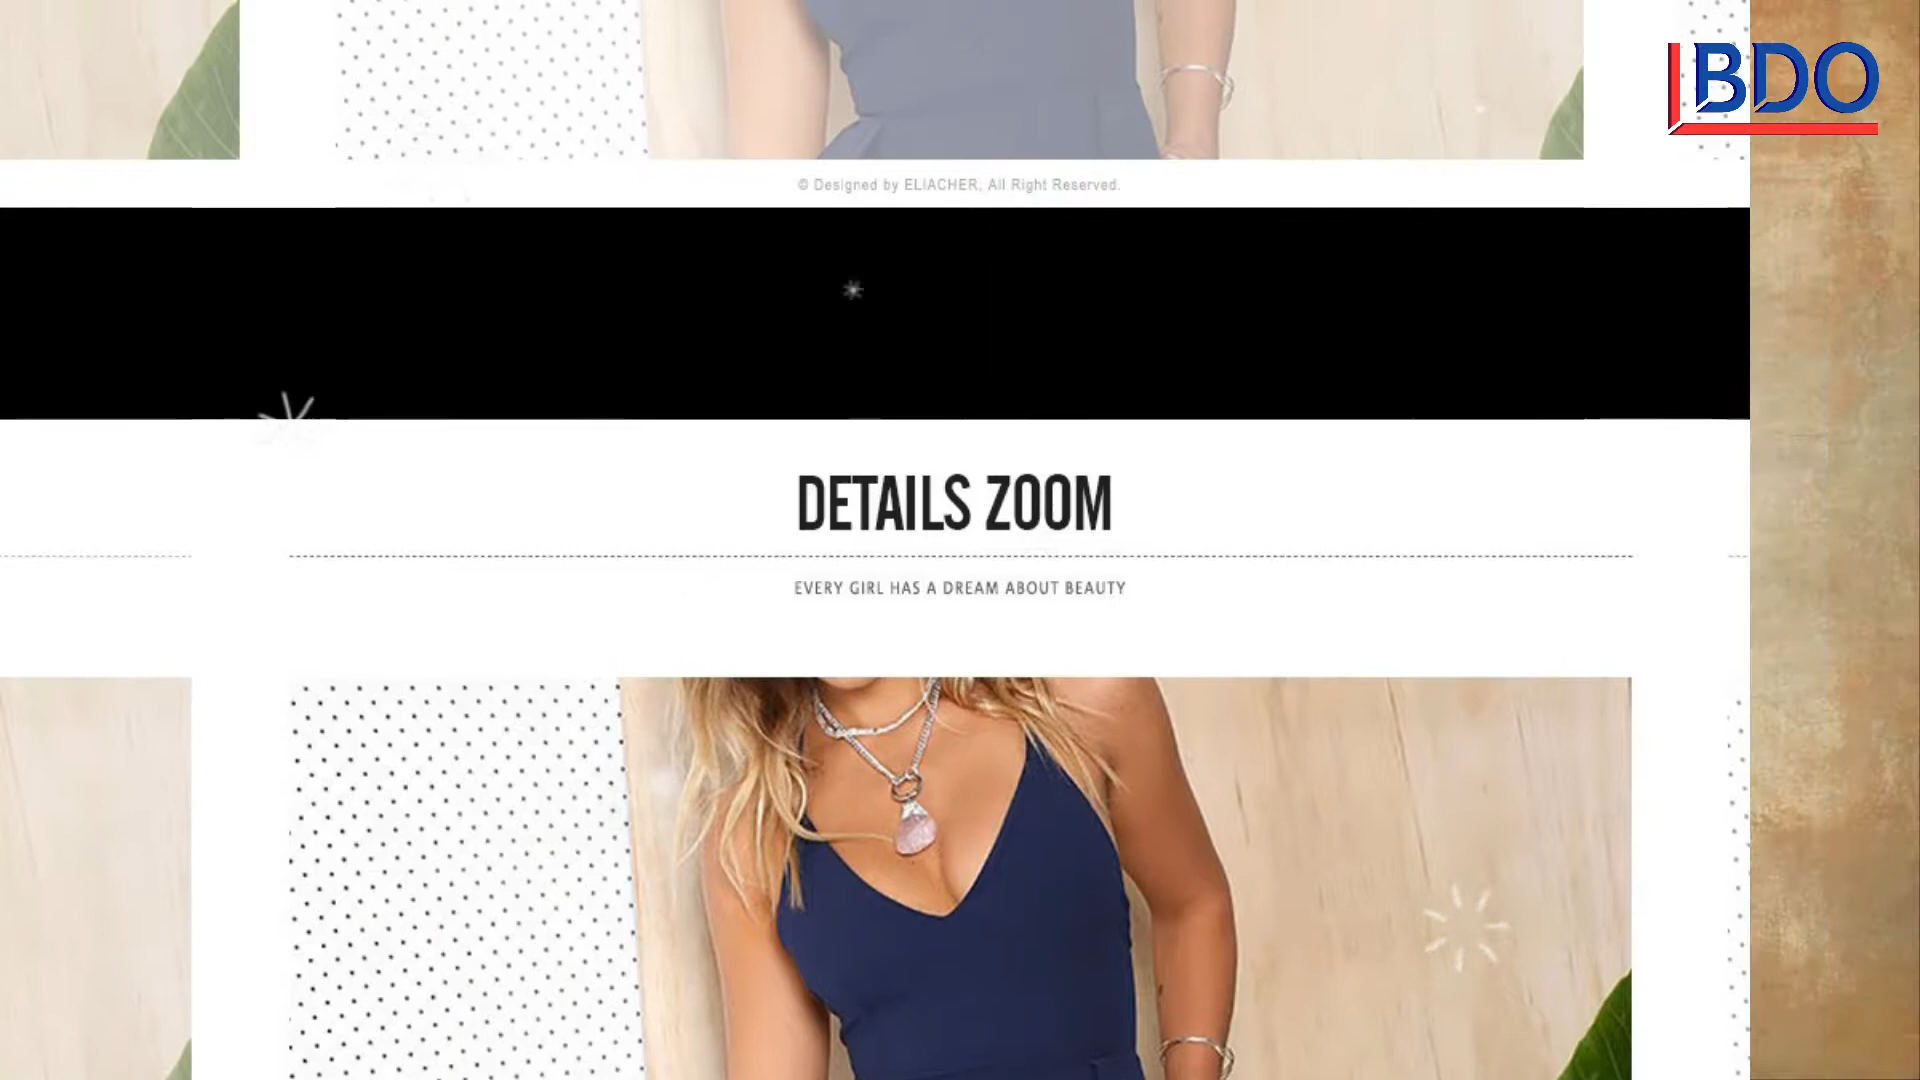 BDO
© Designed by ELIACHER, All Right Reserved.
DETAILS ZOOM
EVERY GIRL HAS A DREAM ABOUT BEAUTY